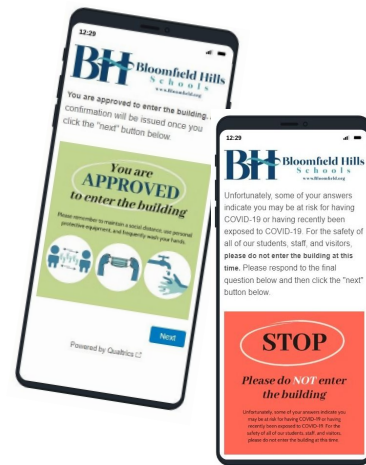 12:29
BH Bloomfield Hills
Schools
www.Bloomfield.org
You are approved to enter the building.
confirmation will be issued once you
click the "next" button below.
You are
APPROVED
to enter the building
Please remember to maintain a social distance, use personal
protective equipment, and frequently wash your hands.
Next
Powered by Qualtrics
12:29
BH Bloomfield Hills
Schools
www.Bloomfield.org
Unfortunately, some of your answers
indicate you may be at risk for having
COVID-19 or having recently been
exposed to COVID-19. For the safety of
all of our students, staff, and visitors,
please do not enter the building at this
time. Please respond to the final
question below and then click the "next"
button below.
STOP
Please do NOT enter
the building
Unfortunately, some of your answers indicate you
may be at risk for having COVID-19 or having
recently been exposed to COVID-19. For the
safety of all of our students, staff, and visitors,
please do not enter the building at this time.